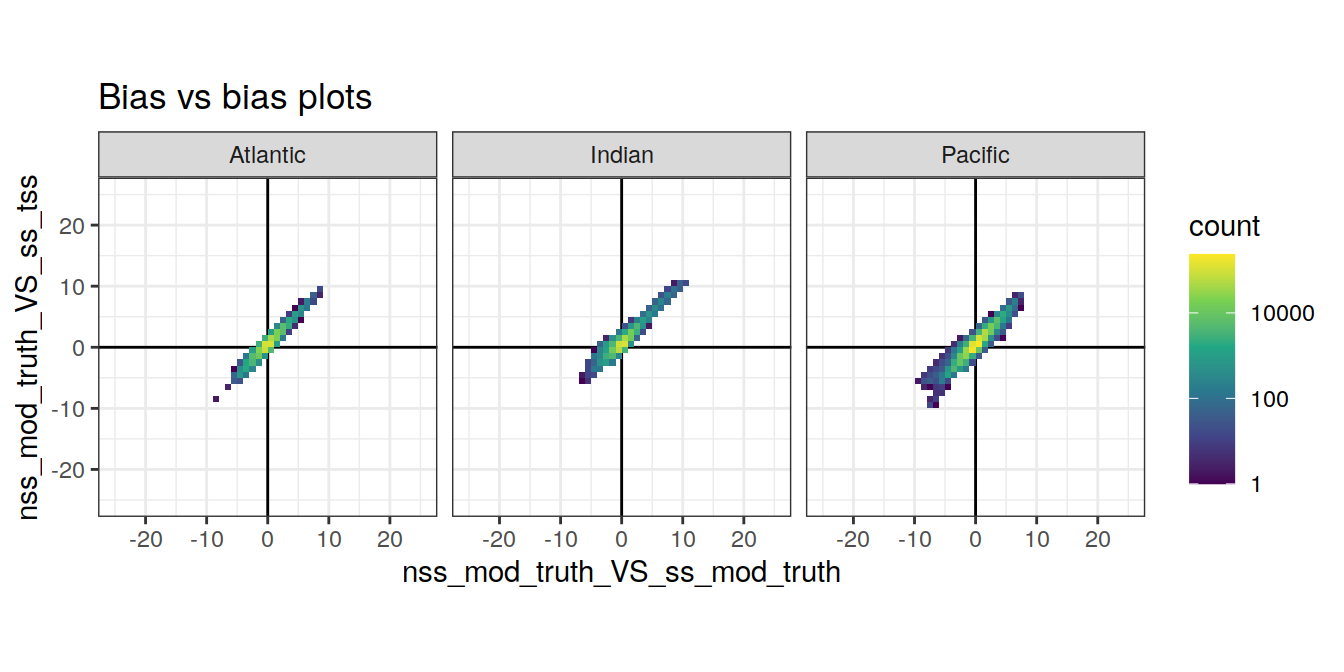 Bias vs bias plots
Atlantic
Indian
Pacific
nss_mod_truth_VS_ss_tss
20
10
0
-10
-20
-20 -10 0 10 20
-20 -10 0 10 20
-20 -10 0 10 20
nss_mod_truth_VS_ss_mod_truth
count
10000
100
1